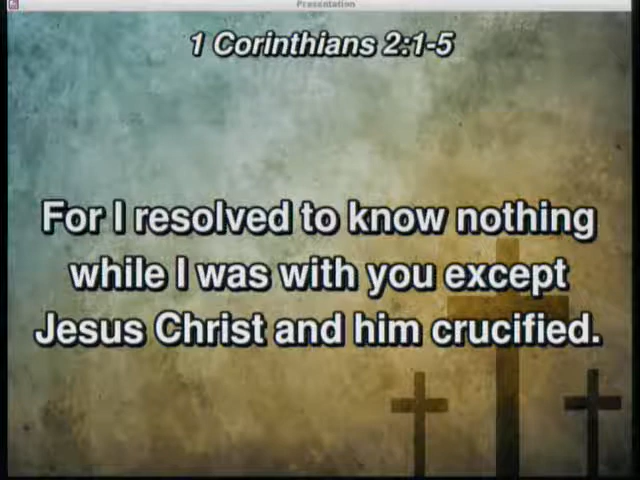 Presentation
1 Corinthians 2:1-5
For I resolved to know nothing
while I was with you except
Jesus Christ and him crucified.